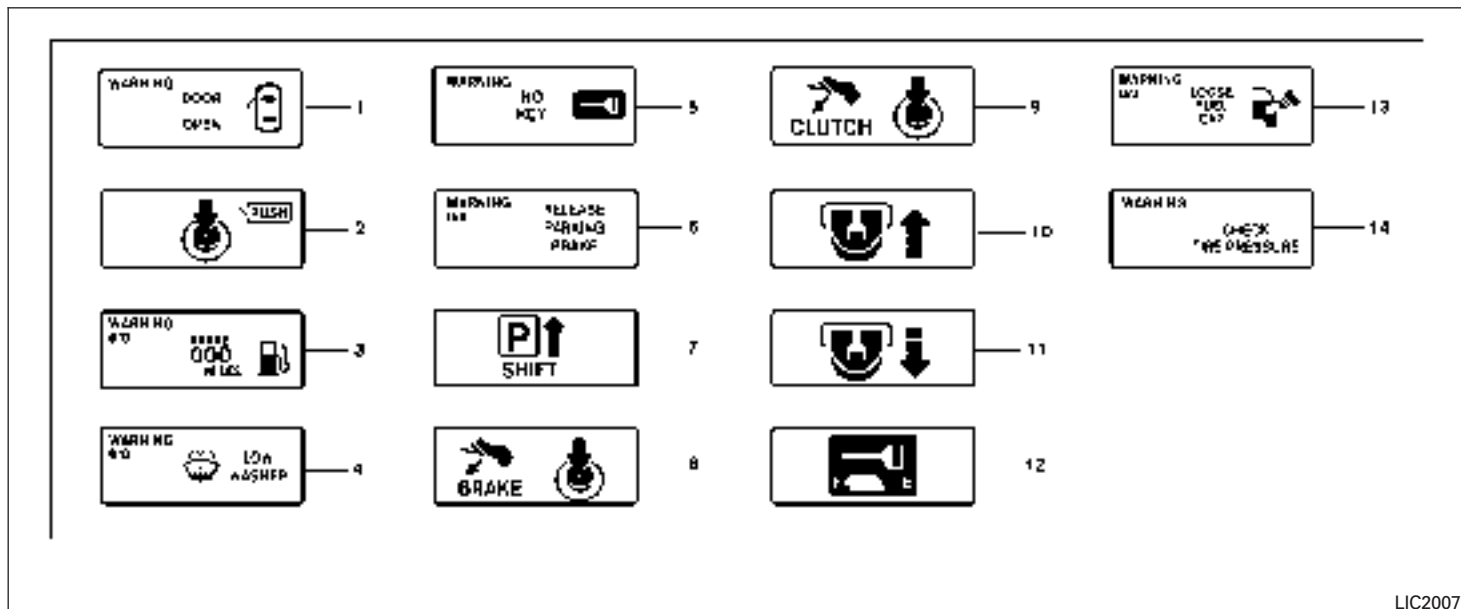 WARNING
DOOR
OPEN
1
PUSH
2
WARNING
000
MILES
3
WARNING
LOW
WASHER
4
WARNING
NO
KEY
5
WARNING
RELEASE
PARKING
BRAKE
6
P
SHIFT
7
BRAKE
8
CLUTCH
9
10
11
12
WARNING
LOOSE
FUEL
CAP
13
WARNING
CHECK
TIRE PRESSURE
14
LIC2007